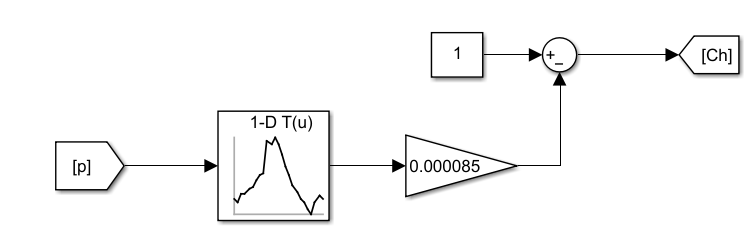 1
+
−
[Ch]
1-D T(u)
[p]
0.000085